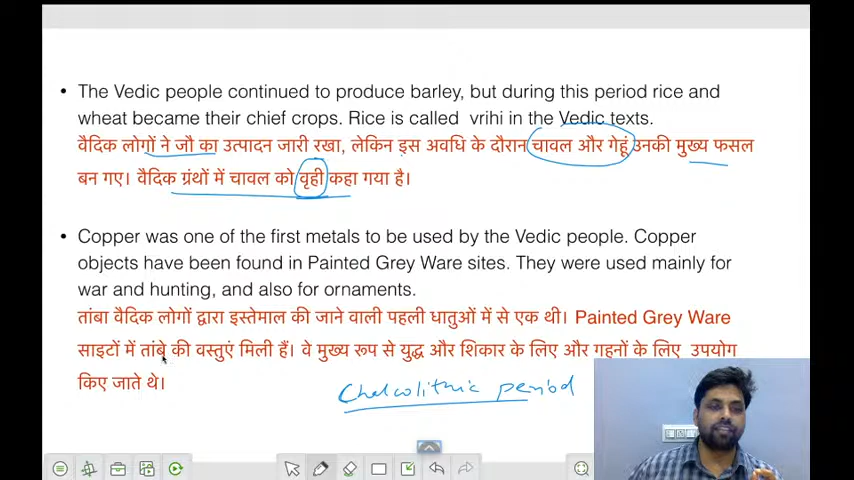 • The Vedic people continued to produce barley, but during this period rice and
wheat became their chief crops. Rice is called vrihi in the Vedic texts.
वैदिक लोगों ने जौ का उत्पादन जारी रखा, लेकिन इस अवधि के दौरान चावल और गेहूं उनकी मुख्य फसल
बन गए। वैदिक ग्रंथों में चावल को वृही कहा गया है।
• Copper was one of the first metals to be used by the Vedic people. Copper
objects have been found in Painted Grey Ware sites. They were used mainly for
war and hunting, and also for ornaments.
तांबा वैदिक लोगों द्वारा इस्तेमाल की जाने वाली पहली धातुओं में से एक थी। Painted Grey Ware
साइटों में तांबे की वस्तुएं मिली हैं। वे मुख्य रूप से युद्ध और शिकार के लिए और गहनों के लिए उपयोग
किए जाते थे।
Chalcolithic period